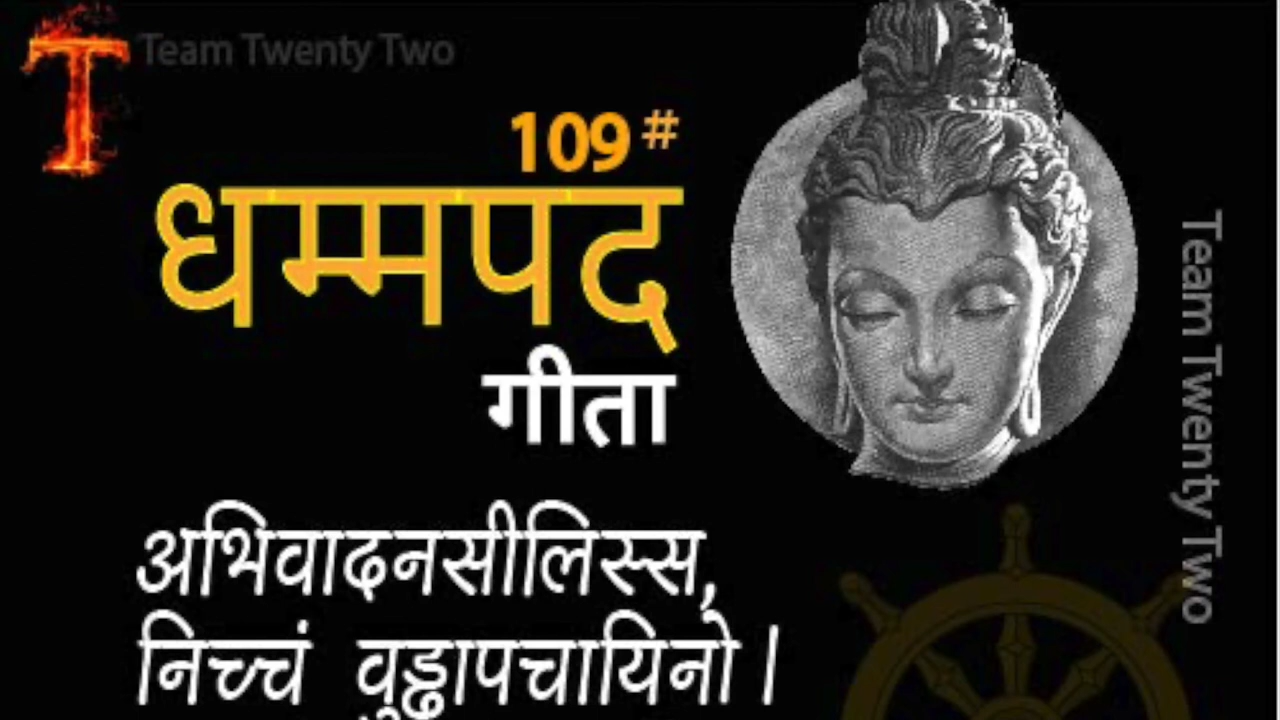 T Team Twenty Two
109#
धम्मपद
गीता
अभिवादनसीलिस्स,
निच्चं वुड्ढापचायिनो।
Team Twenty Two